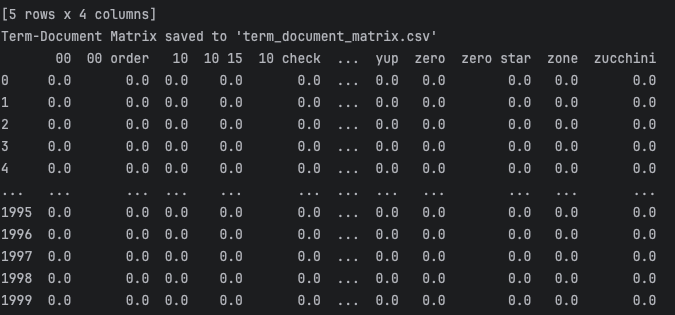 [5 rows x 4 columns]
Term-Document Matrix saved to 'term_document_matrix.csv'
00 00 order 10 10 15 10 check ... yup zero zero star zone zucchini
0 0.0 0.0 0.0 0.0 0.0 ... 0.0 0.0 0.0 0.0 0.0
1 0.0 0.0 0.0 0.0 0.0 ... 0.0 0.0 0.0 0.0 0.0
2 0.0 0.0 0.0 0.0 0.0 ... 0.0 0.0 0.0 0.0 0.0
3 0.0 0.0 0.0 0.0 0.0 ... 0.0 0.0 0.0 0.0 0.0
4 0.0 0.0 0.0 0.0 0.0 ... 0.0 0.0 0.0 0.0 0.0
... ... ... ... ... ... ... ... ... ... ... ...
1995 0.0 0.0 0.0 0.0 0.0 ... 0.0 0.0 0.0 0.0 0.0
1996 0.0 0.0 0.0 0.0 0.0 ... 0.0 0.0 0.0 0.0 0.0
1997 0.0 0.0 0.0 0.0 0.0 ... 0.0 0.0 0.0 0.0 0.0
1998 0.0 0.0 0.0 0.0 0.0 ... 0.0 0.0 0.0 0.0 0.0
1999 0.0 0.0 0.0 0.0 0.0 ... 0.0 0.0 0.0 0.0 0.0